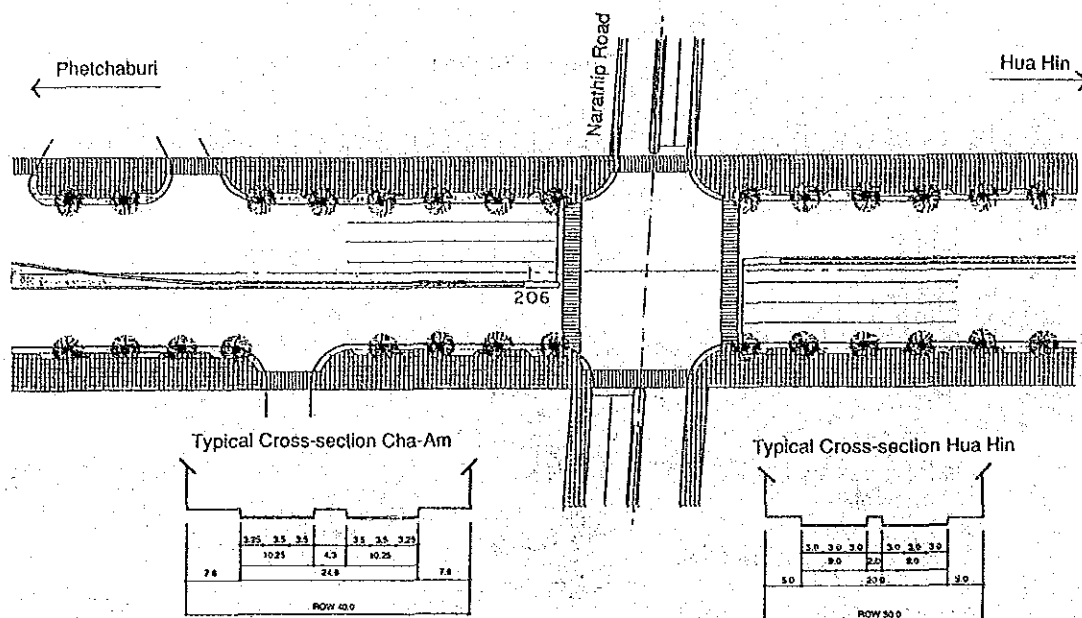 Phetchaburi
Narathip Road
Hua Hin
206
Typical Cross-section Cha-Am
3.25 3.5 3.5 3.5 3.5 3.25
10.25 4.3 10.25
7.6 24.8 7.6
ROW 40.0
Typical Cross-section Hua Hin
3.0 3.0 3.0 3.0 3.0 3.0
9.0 2.0 9.0
5.0 20.0 5.0
ROW 30.0